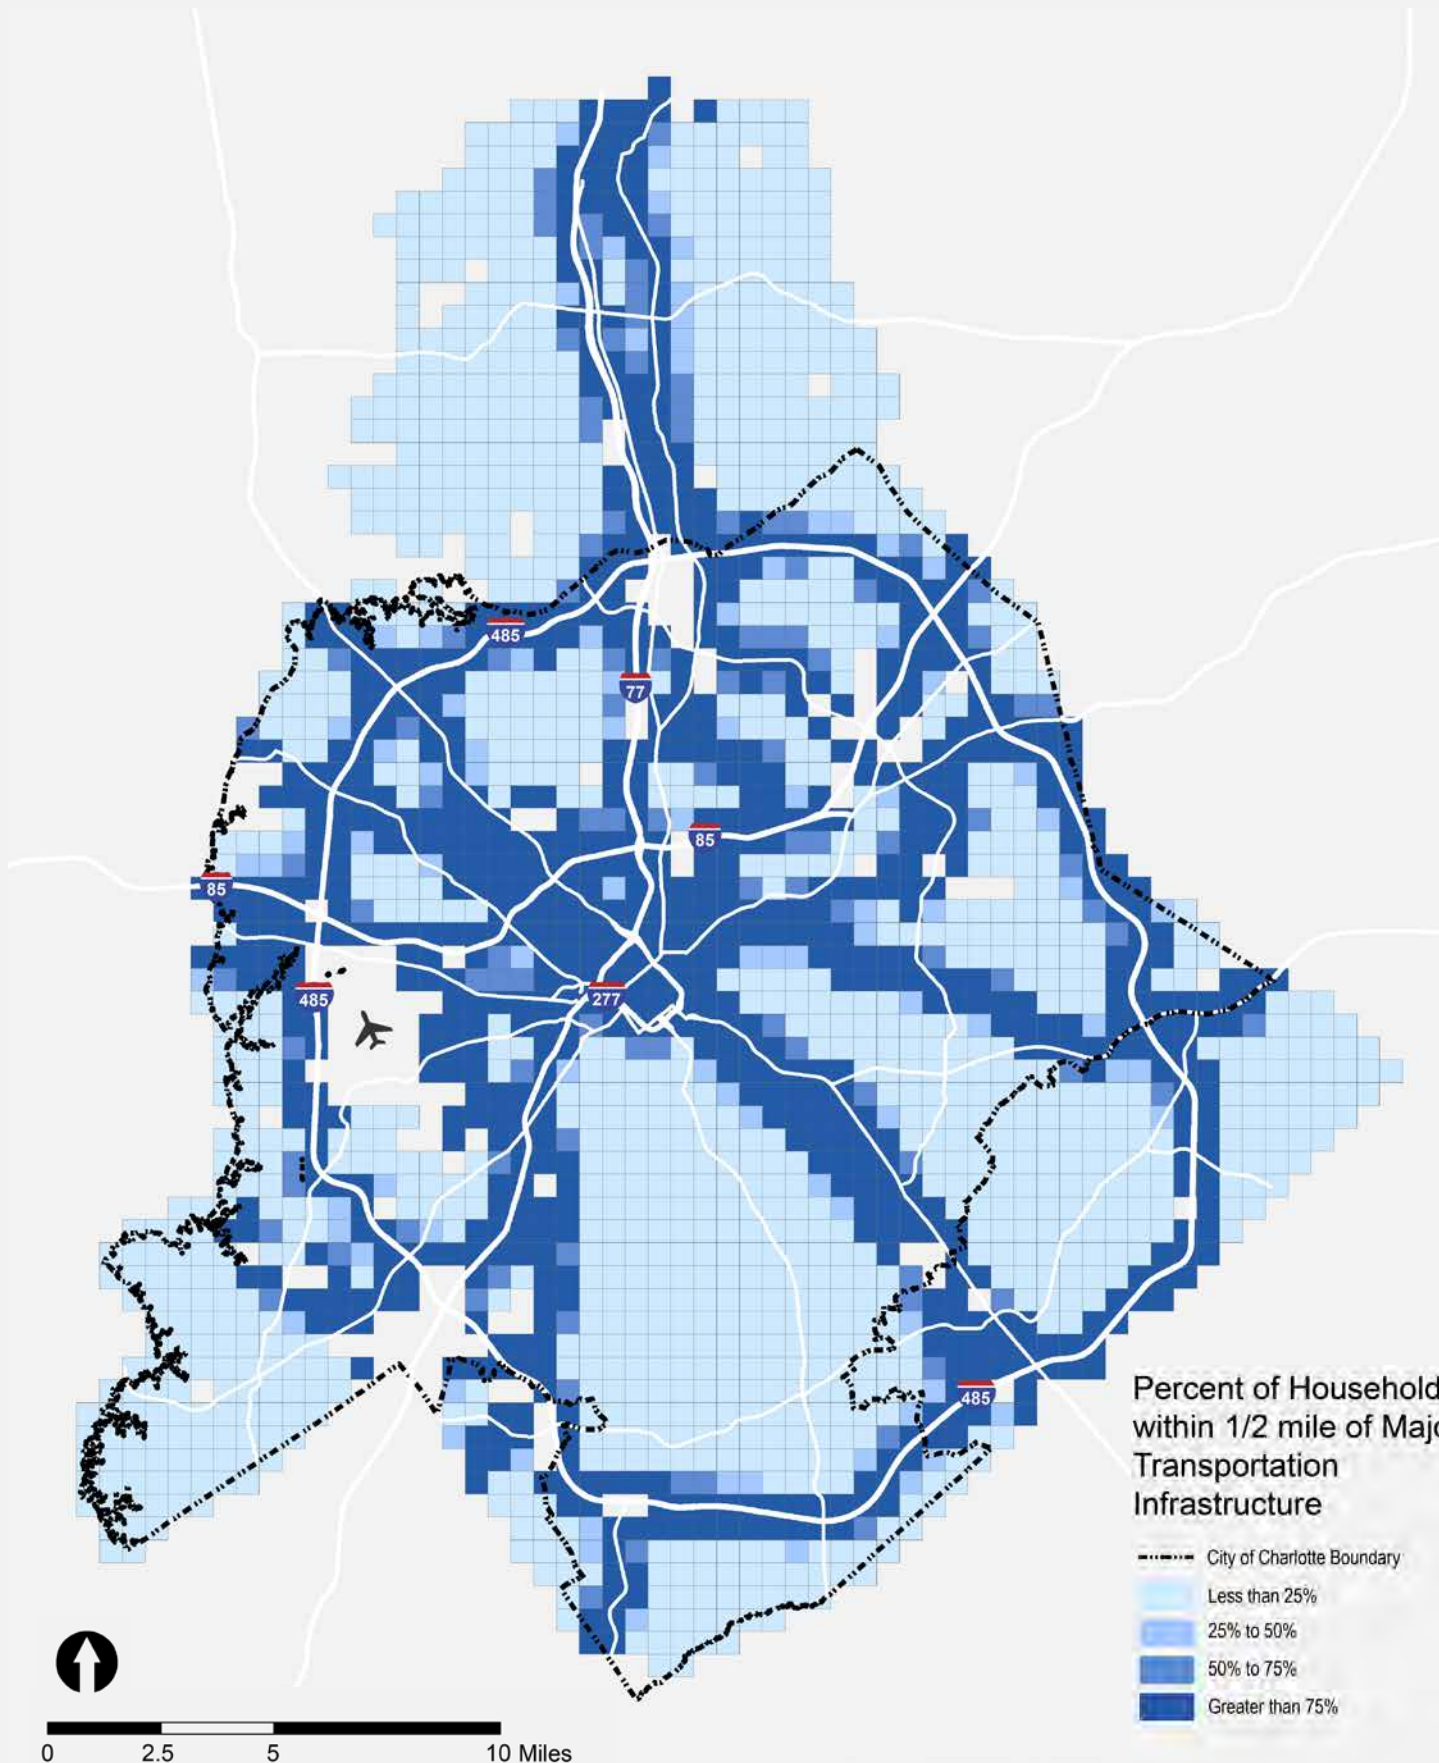 485
77
85
85
485
277
485
Percent of Household
within 1/2 mile of Majo
Transportation
Infrastructure
City of Charlotte Boundary
Less than 25%
25% to 50%
50% to 75%
Greater than 75%
0 2.5 5 10 Miles